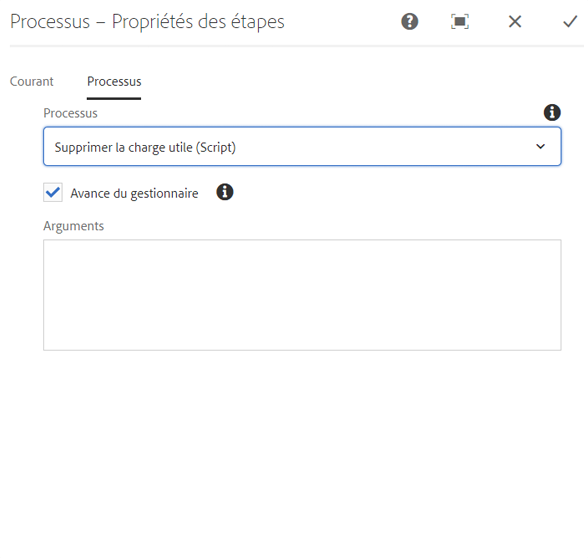 Processus – Propriétés des étapes
Courant Processus
Processus
Supprimer la charge utile (Script)
Avance du gestionnaire
Arguments